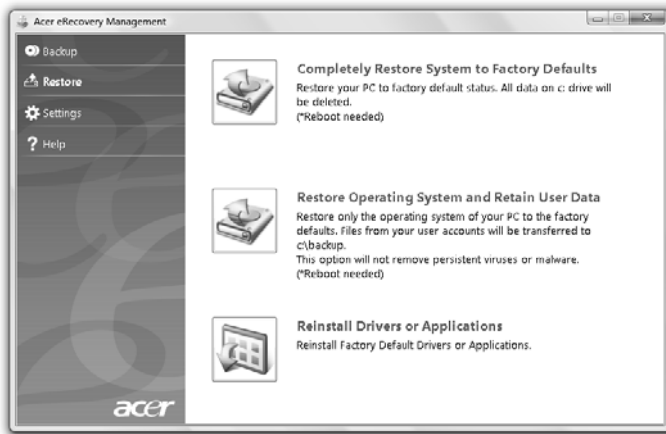 Acer eRecovery Management
Backup
Restore
Settings
Help
Completely Restore System to Factory Defaults
Restore your PC to factory default status. All data on c: drive will
be deleted.
(*Reboot needed)
Restore Operating System and Retain User Data
Restore only the operating system of your PC to the factory
defaults. Files from your user accounts will be transferred to
c:\backup.
This option will not remove persistent viruses or malware.
(*Reboot needed)
Reinstall Drivers or Applications
Reinstall Factory Default Drivers or Applications.
acer